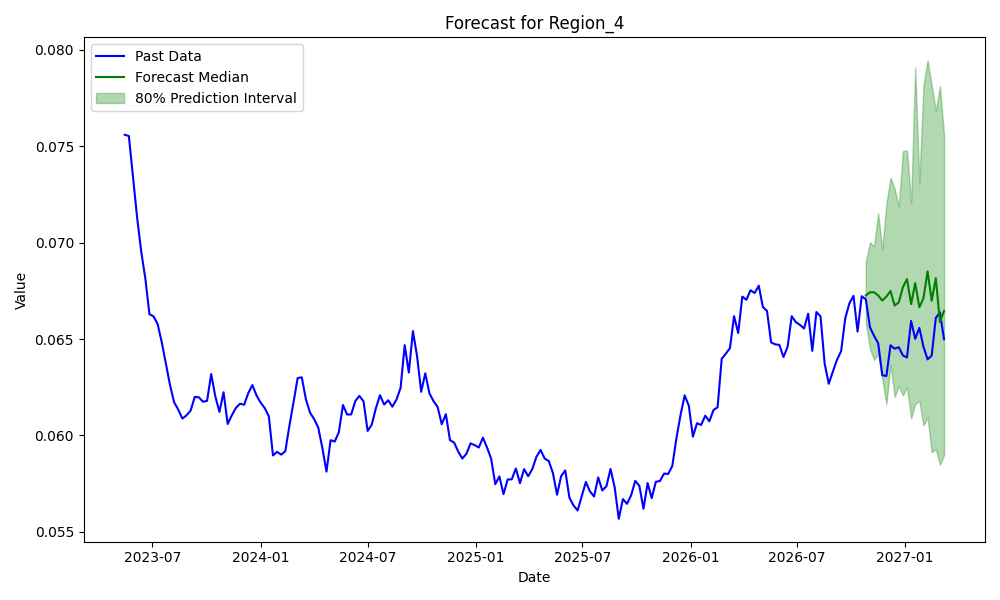 Forecast for Region_4
Past Data
Forecast Median
80% Prediction Interval
0.080
0.075
0.070
0.065
0.060
0.055
Value
2023-07
2024-01
2024-07
2025-01
2025-07
2026-01
2026-07
2027-01
Date